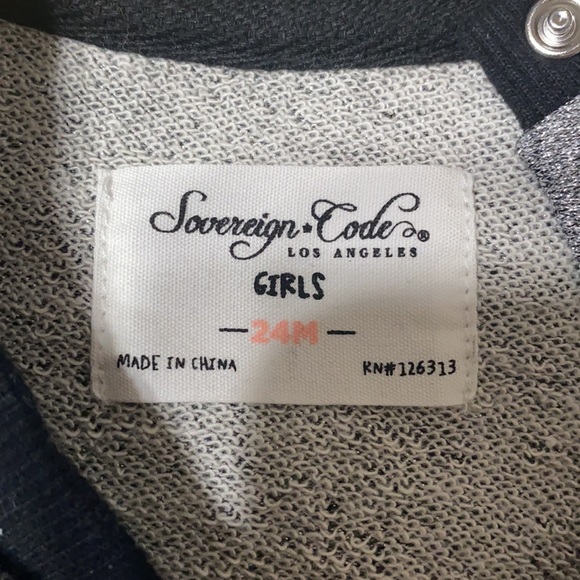 Sovereign★Code®
LOS ANGELES
GIRLS
—24M—
MADE IN CHINA RN#126313